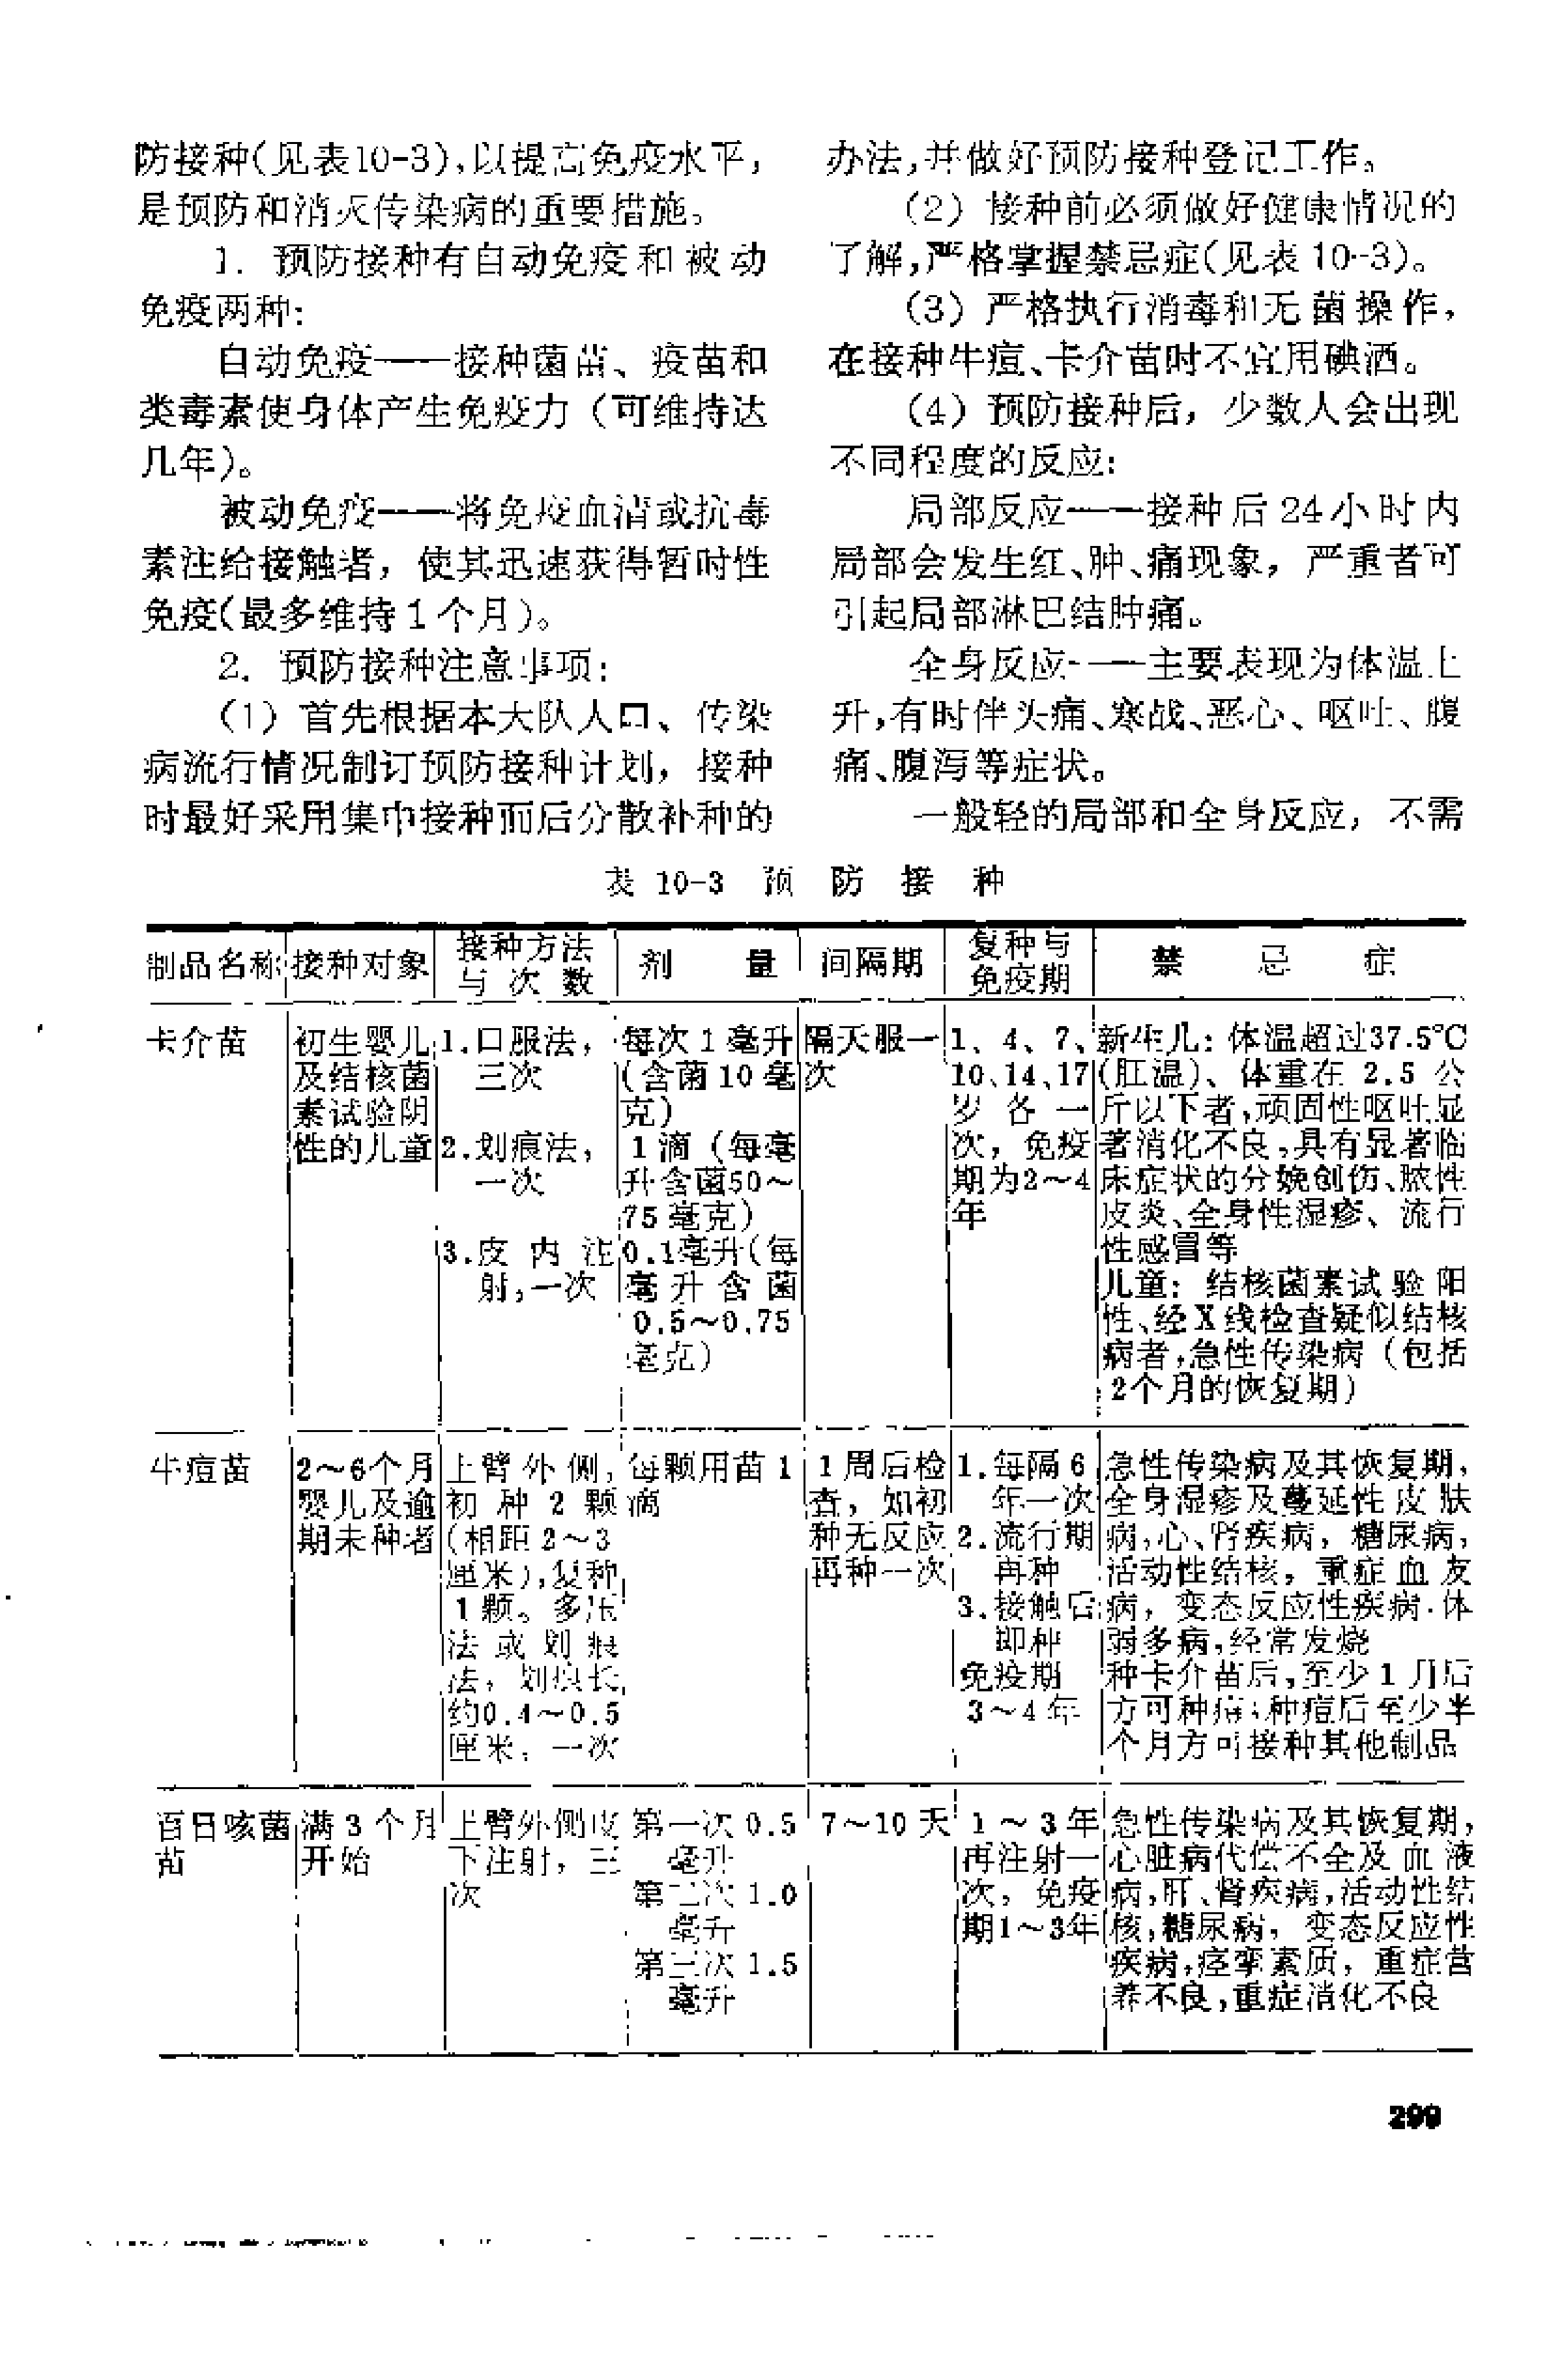 防接种(见表10-3),以提高免疫水平,
是预防和消灭传染病的重要措施。
1. 预防接种有自动免疫和被动
免疫两种:
自动免疫——接种菌苗、疫苗和
类毒素使身体产生免疫力（可维持达
几年）。
被动免疫——将免疫血清或抗毒
素注给接触者，使其迅速获得暂时性
免疫(最多维持1个月)。
2. 预防接种注意事项:
（1）首先根据本大队人口、传染
病流行情况制订预防接种计划，接种
时最好采用集中接种而后分散补种的
办法,并做好预防接种登记工作。
（2）接种前必须做好健康情况的
了解,严格掌握禁忌症(见表10-3)。
（3）严格执行消毒和无菌操作，
在接种牛痘、卡介苗时不宜用碘酒。
（4）预防接种后，少数人会出现
不同程度的反应:
局部反应——接种后24小时内
局部会发生红、肿、痛现象，严重者可
引起局部淋巴结肿痛。
全身反应——主要表现为体温上
升,有时伴头痛、寒战、恶心、呕吐、腹
痛、腹泻等症状。
一般轻的局部和全身反应，不需
表 10-3 预防接种
制品名称
接种对象
接种方法
与次数
剂量
间隔期
复种与
免疫期
禁忌症
卡介苗
初生婴儿
及结核菌
素试验阴
性的儿童
1.口服法，
三次
2.划痕法，
一次
3.皮内注
射,一次
每次1毫升
(含菌10毫
克)
1滴（每毫
升含菌50～
75毫克）
0.1毫升(每
毫升含菌
0.5～0.75
毫克)
隔天服一
次
1、4、7、
10、14、17
岁各一
次，免疫
期为2～4
年
新生儿: 体温超过37.5℃
(肛温)、体重在 2.5 公
斤以下者,顽固性呕吐显
著消化不良,具有显著临
床症状的分娩创伤、脓性
皮炎、全身性湿疹、流行
性感冒等
儿童: 结核菌素试验阳
性、经X线检查疑似结核
病者,急性传染病（包括
2个月的恢复期）
牛痘苗
2～6个月
婴儿及逾
期未种者
上臂外侧,
初种2颗
(相距2～3
厘米),复种
1颗。多压
法或划痕
法，划痕长
约0.4～0.5
厘米，一次
每颗用苗1
滴
1周后检
查，如初
种无反应
再种一次
1.每隔6
年一次
2.流行期
再种
3.接触后
即种
免疫期
3～4年
急性传染病及其恢复期，
全身湿疹及蔓延性皮肤
病,心、肾疾病，糖尿病，
活动性结核，重症血友
病，变态反应性疾病.体
弱多病,经常发烧
种卡介苗后,至少1月后
方可种痘;种痘后至少半
个月方可接种其他制品
百日咳菌
苗
满3个月
开始
上臂外侧皮
下注射，三
次
第一次0.5
毫升
第二次1.0
毫升
第三次1.5
毫升
7～10天
1～3年
再注射一
次，免疫
期1～3年
急性传染病及其恢复期，
心脏病代偿不全及血液
病,肝、肾疾病,活动性结
核,糖尿病，变态反应性
疾病,痉挛素质，重症营
养不良,重症消化不良
299